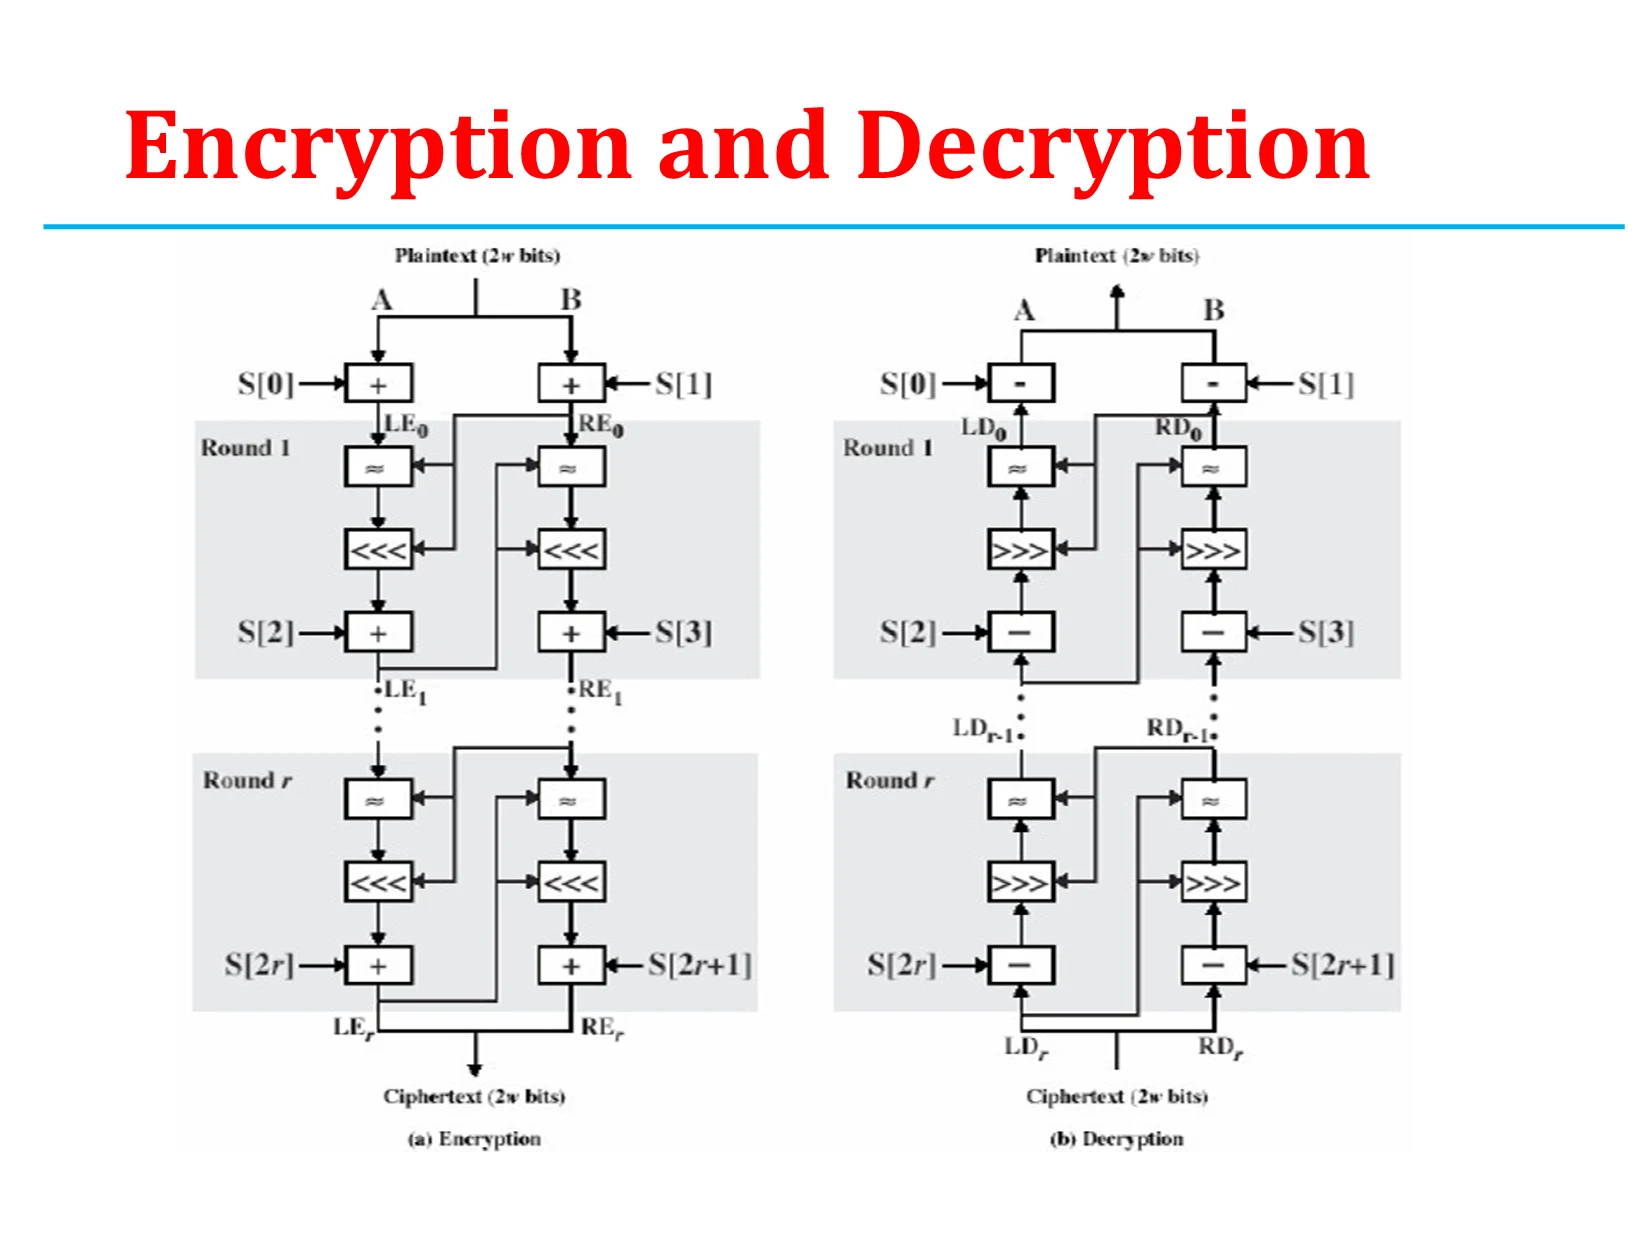 Encryption and Decryption
Plaintext (2w bits)
A B
S[0] + + S[1]
LE0 RE0
Round 1
≈ ≈
<<< <<<
S[2] + + S[3]
LE1 RE1
Round r
≈ ≈
<<< <<<
S[2r] + + S[2r+1]
LEr REr
Ciphertext (2w bits)
(a) Encryption
Plaintext (2w bits)
A B
S[0] - - S[1]
LD0 RD0
Round 1
≈ ≈
>>> >>>
S[2] − − S[3]
LDr-1 RDr-1
Round r
≈ ≈
>>> >>>
S[2r] − − S[2r+1]
LDr RDr
Ciphertext (2w bits)
(b) Decryption